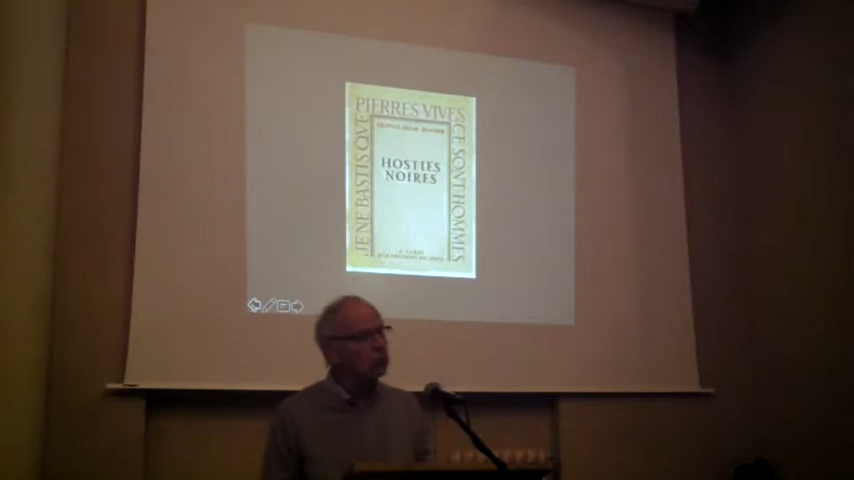 PIERRES VIVES
JE NE BASTIS QUE
CE SONT HOMMES
HOSTIES
NOIRES